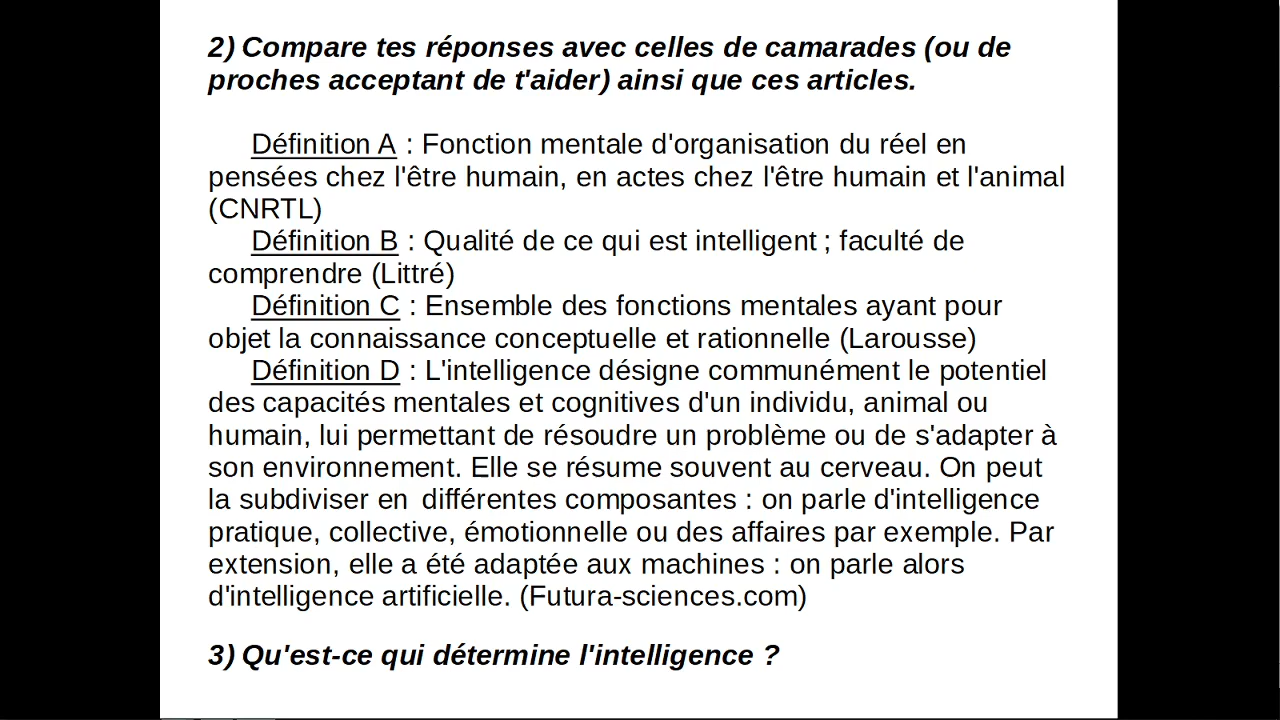 2) Compare tes réponses avec celles de camarades (ou de
proches acceptant de t'aider) ainsi que ces articles.
Définition A : Fonction mentale d'organisation du réel en
pensées chez l'être humain, en actes chez l'être humain et l'animal
(CNRTL)
Définition B : Qualité de ce qui est intelligent ; faculté de
comprendre (Littré)
Définition C : Ensemble des fonctions mentales ayant pour
objet la connaissance conceptuelle et rationnelle (Larousse)
Définition D : L'intelligence désigne communément le potentiel
des capacités mentales et cognitives d'un individu, animal ou
humain, lui permettant de résoudre un problème ou de s'adapter à
son environnement. Elle se résume souvent au cerveau. On peut
la subdiviser en différentes composantes : on parle d'intelligence
pratique, collective, émotionnelle ou des affaires par exemple. Par
extension, elle a été adaptée aux machines : on parle alors
d'intelligence artificielle. (Futura-sciences.com)
3) Qu'est-ce qui détermine l'intelligence ?